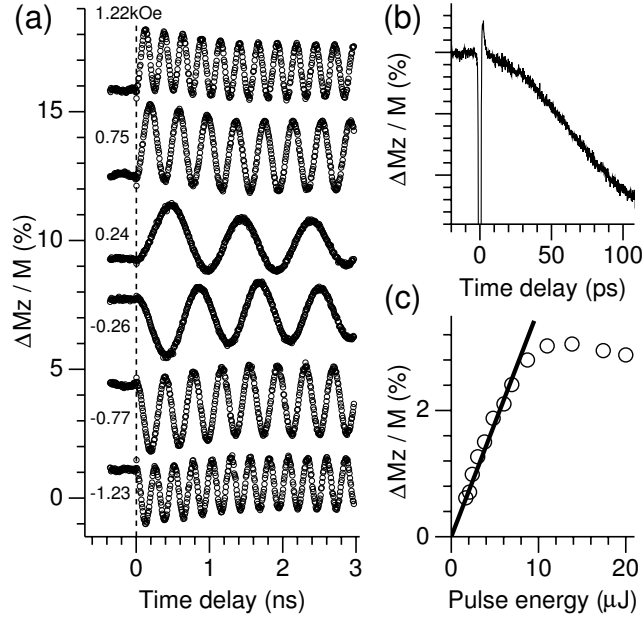 (a)
1.22kOe
0.75
0.24
-0.26
-0.77
-1.23
15
10
5
0
ΔMz / M (%)
0
1
2
3
Time delay (ns)
(b)
ΔMz / M (%)
0
50
100
Time delay (ps)
(c)
ΔMz / M (%)
2
0
0
10
20
Pulse energy (μJ)